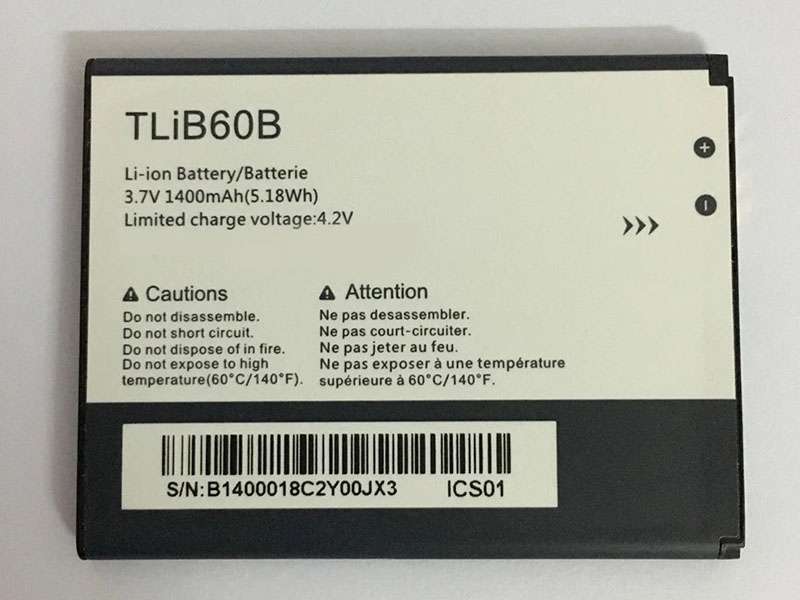 TLiB60B
Li-ion Battery/Batterie
3.7V 1400mAh(5.18Wh)
Limited charge voltage:4.2V
Cautions
Do not disassemble.
Do not short circuit.
Do not dispose of in fire.
Do not expose to high
temperature(60°C/140°F).
Attention
Ne pas desassembler.
Ne pas court-circuiter.
Ne pas jeter au feu.
Ne pas exposer à une température
supérieure à 60°C/140°F.
S/N:B1400018C2Y00JX3 ICS01